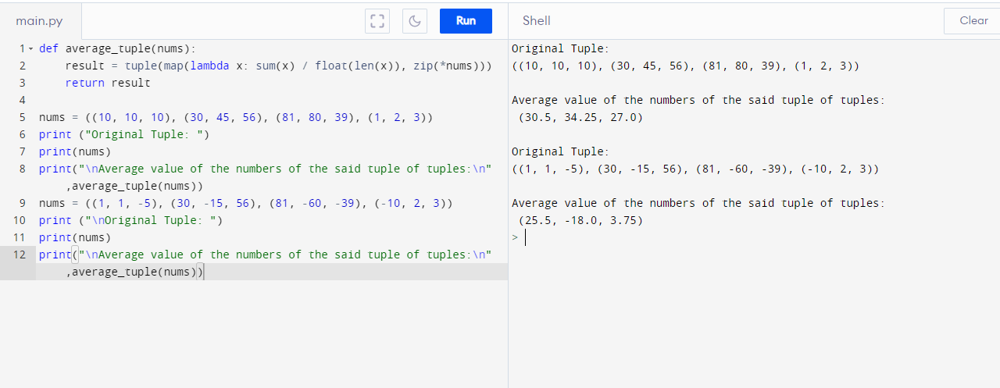 main.py
Run
Shell
Clear
1 def average_tuple(nums):
2     result = tuple(map(lambda x: sum(x) / float(len(x)), zip(*nums)))
3     return result
4
5 nums = ((10, 10, 10), (30, 45, 56), (81, 80, 39), (1, 2, 3))
6 print ("Original Tuple: ")
7 print(nums)
8 print("\nAverage value of the numbers of the said tuple of tuples:\n"
    ,average_tuple(nums))
9 nums = ((1, 1, -5), (30, -15, 56), (81, -60, -39), (-10, 2, 3))
10 print ("\nOriginal Tuple: ")
11 print(nums)
12 print("\nAverage value of the numbers of the said tuple of tuples:\n"
    ,average_tuple(nums))
Original Tuple:
((10, 10, 10), (30, 45, 56), (81, 80, 39), (1, 2, 3))
Average value of the numbers of the said tuple of tuples:
 (30.5, 34.25, 27.0)
Original Tuple:
((1, 1, -5), (30, -15, 56), (81, -60, -39), (-10, 2, 3))
Average value of the numbers of the said tuple of tuples:
 (25.5, -18.0, 3.75)
>